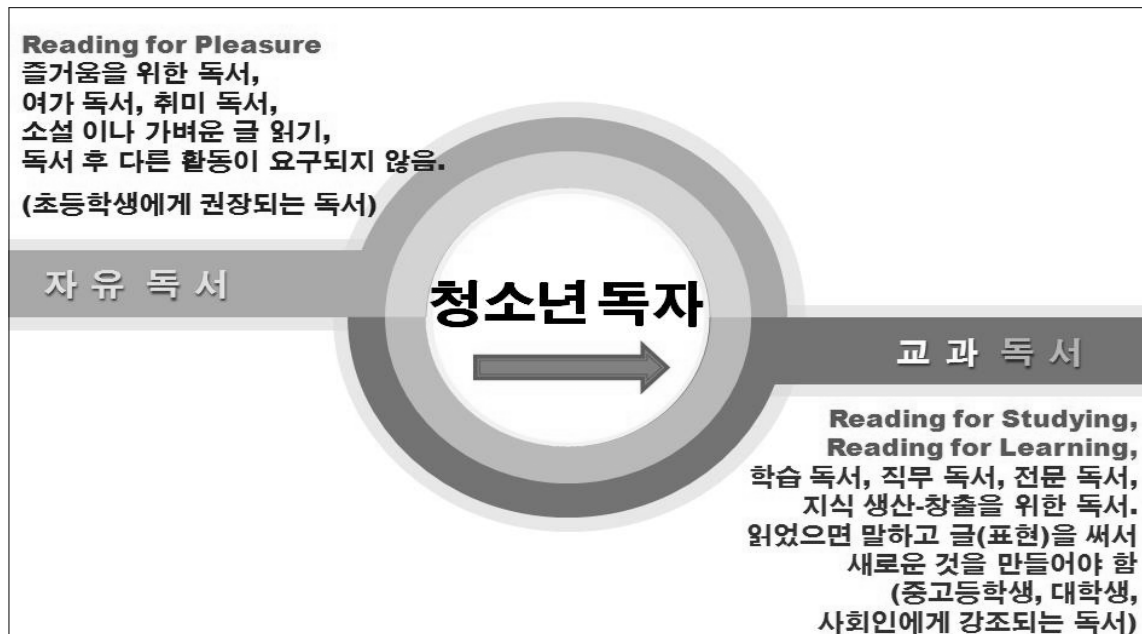 Reading for Pleasure
즐거움을 위한 독서,
여가 독서, 취미 독서,
소설 이나 가벼운 글 읽기,
독서 후 다른 활동이 요구되지 않음.
(초등학생에게 권장되는 독서)
자 유 독 서
청소년 독자
교 과 독 서
Reading for Studying,
Reading for Learning,
학습 독서, 직무 독서, 전문 독서,
지식 생산-창출을 위한 독서.
읽었으면 말하고 글(표현)을 써서
새로운 것을 만들어야 함
(중고등학생, 대학생,
사회인에게 강조되는 독서)